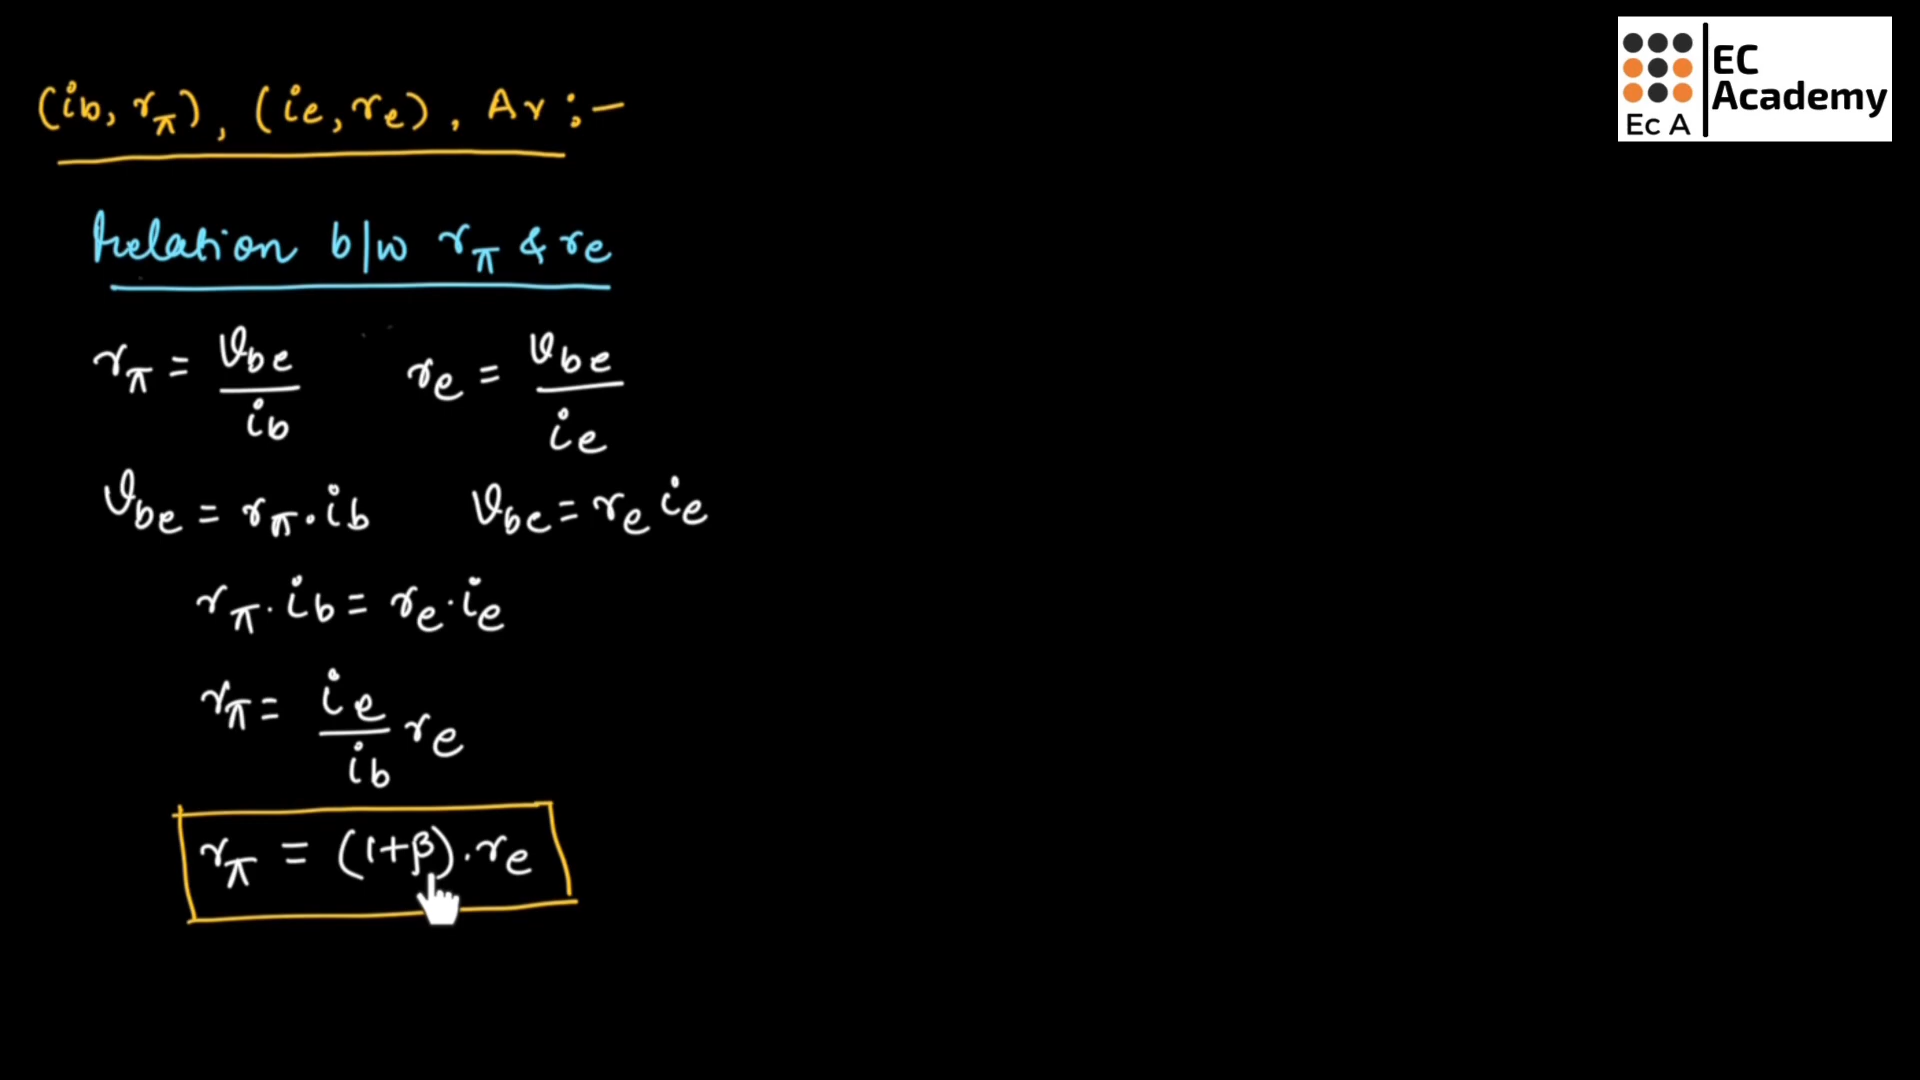 (ib, rπ), (ie, re), Av :-
Relation b/w rπ & re
rπ = vbe/ib re = vbe/ie
vbe = rπ . ib vbe = re ie
rπ . ib = re . ie
rπ = ie/ib re
rπ = (1+β) . re
EC
Academy
Ec A